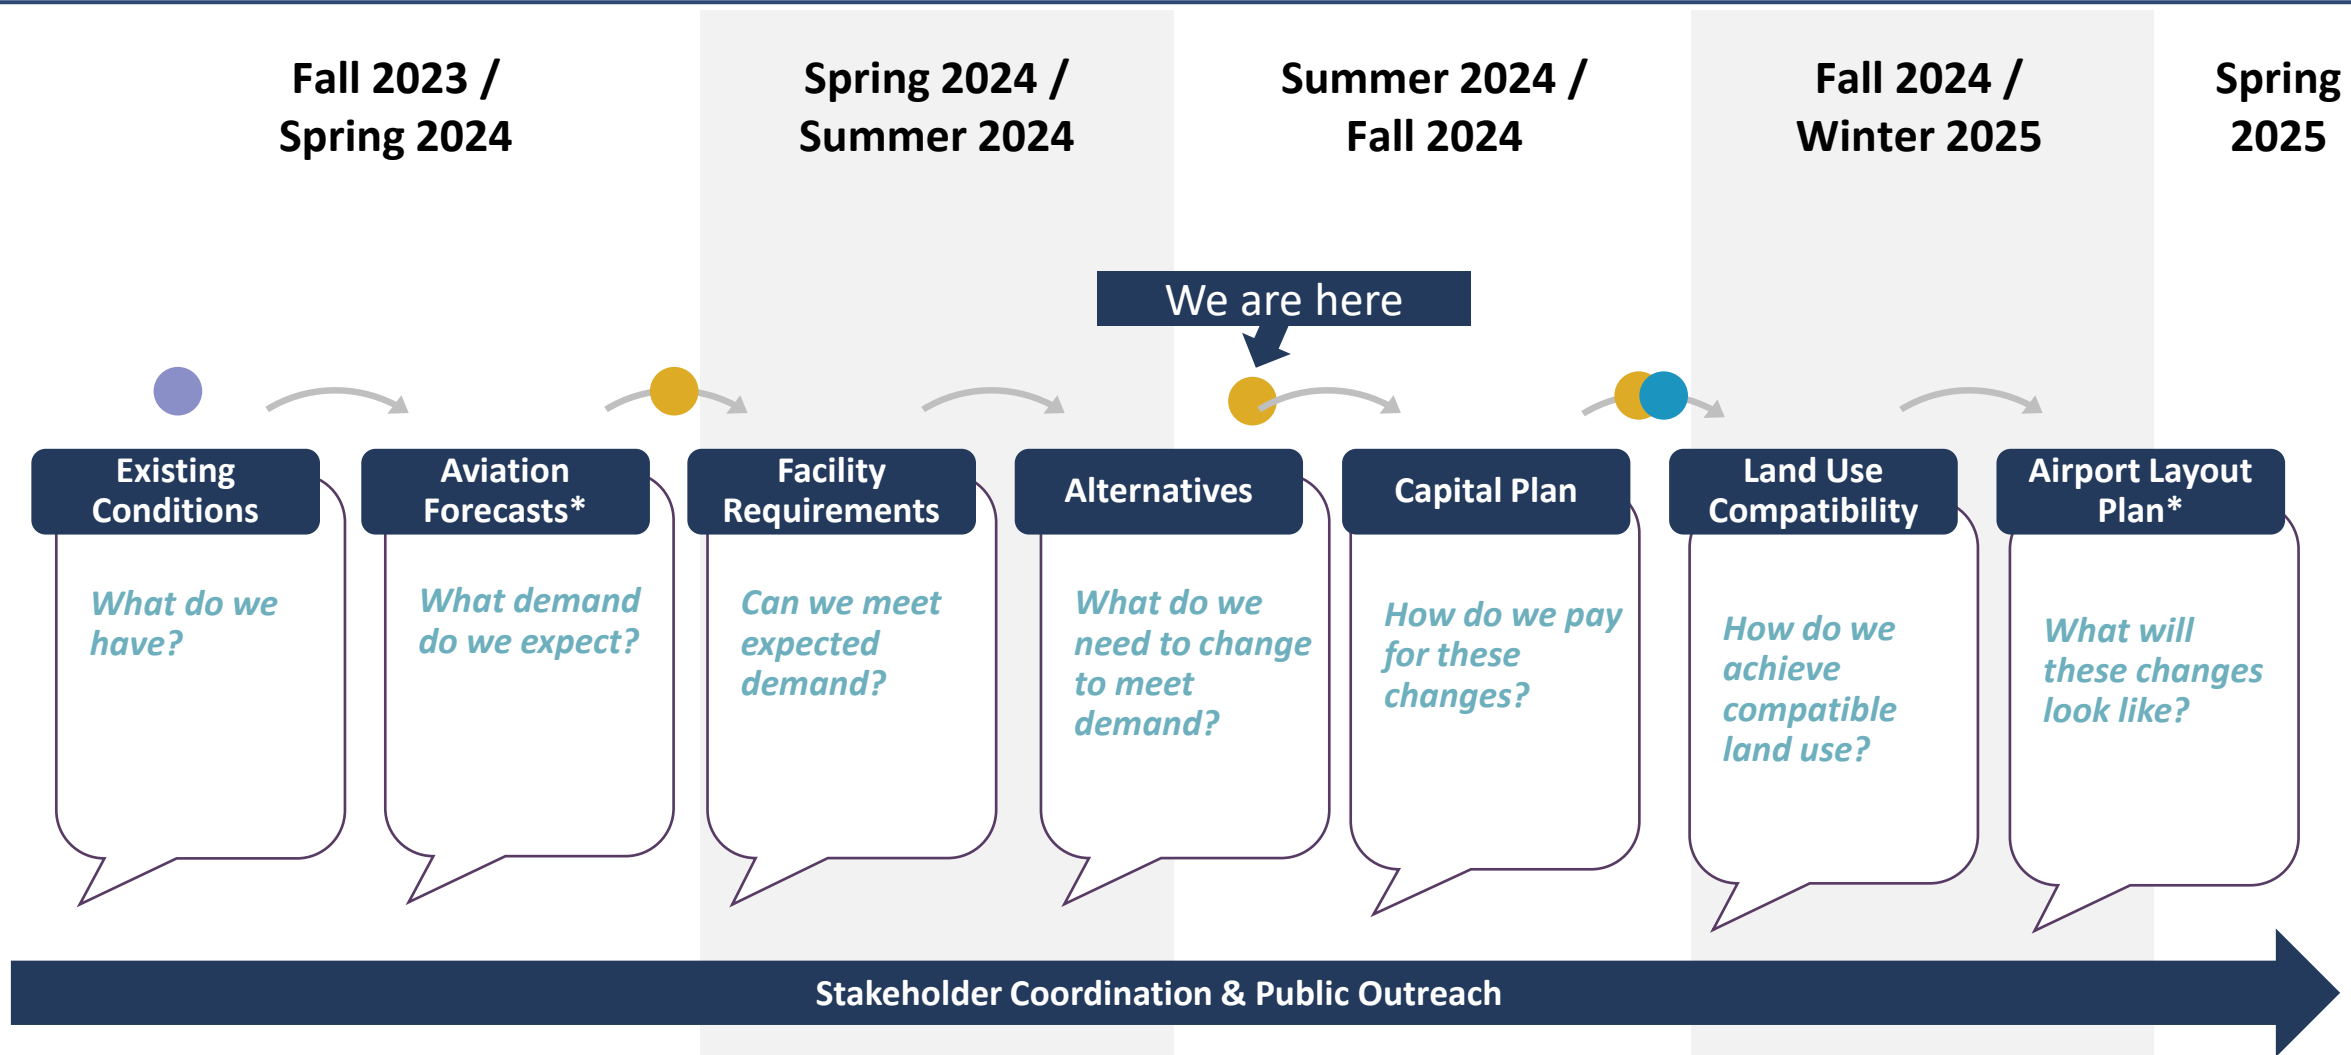 Fall 2023 /
Spring 2024
Spring 2024 /
Summer 2024
Summer 2024 /
Fall 2024
Fall 2024 /
Winter 2025
Spring
2025
We are here
Existing
Conditions
What do we
have?
Aviation
Forecasts*
What demand
do we expect?
Facility
Requirements
Can we meet
expected
demand?
Alternatives
What do we
need to change
to meet
demand?
Capital Plan
How do we pay
for these
changes?
Land Use
Compatibility
How do we
achieve
compatible
land use?
Airport Layout
Plan*
What will
these changes
look like?
Stakeholder Coordination & Public Outreach